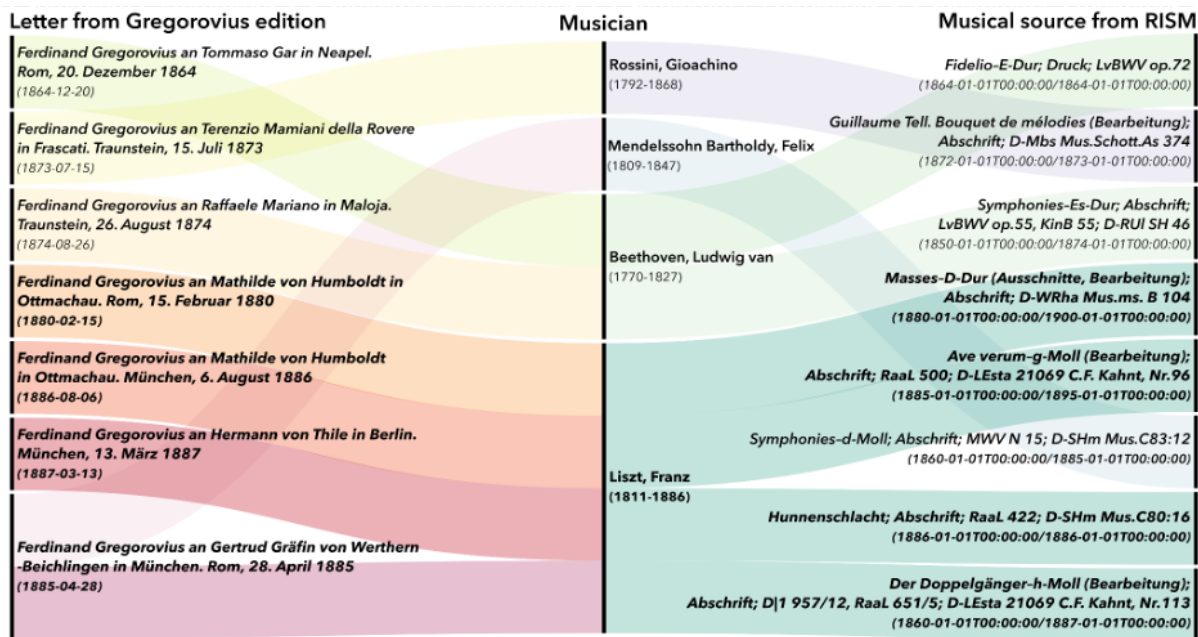 Letter from Gregorovius edition
Ferdinand Gregorovius an Tommaso Gar in Neapel.
Rom, 20. Dezember 1864
(1864-12-20)
Ferdinand Gregorovius an Terenzio Mamiani della Rovere
in Frascati. Traunstein, 15. Juli 1873
(1873-07-15)
Ferdinand Gregorovius an Raffaele Mariano in Maloja.
Traunstein, 26. August 1874
(1874-08-26)
Ferdinand Gregorovius an Mathilde von Humboldt in
Ottmachau. Rom, 15. Februar 1880
(1880-02-15)
Ferdinand Gregorovius an Mathilde von Humboldt
in Ottmachau. München, 6. August 1886
(1886-08-06)
Ferdinand Gregorovius an Hermann von Thile in Berlin.
München, 13. März 1887
(1887-03-13)
Ferdinand Gregorovius an Gertrud Gräfin von Werthern
-Beichlingen in München. Rom, 28. April 1885
(1885-04-28)
Musician
Rossini, Gioachino
(1792-1868)
Mendelssohn Bartholdy, Felix
(1809-1847)
Beethoven, Ludwig van
(1770-1827)
Liszt, Franz
(1811-1886)
Musical source from RISM
Fidelio-E-Dur; Druck; LvBWV op.72
(1864-01-01T00:00:00/1864-01-01T00:00:00)
Guillaume Tell. Bouquet de mélodies (Bearbeitung);
Abschrift; D-Mbs Mus.Schott.As 374
(1872-01-01T00:00:00/1873-01-01T00:00:00)
Symphonies-Es-Dur; Abschrift;
LvBWV op.55, KinB 55; D-RUl SH 46
(1850-01-01T00:00:00/1874-01-01T00:00:00)
Masses-D-Dur (Ausschnitte, Bearbeitung);
Abschrift; D-WRha Mus.ms. B 104
(1880-01-01T00:00:00/1900-01-01T00:00:00)
Ave verum-g-Moll (Bearbeitung);
Abschrift; RaaL 500; D-LEsta 21069 C.F. Kahnt, Nr.96
(1885-01-01T00:00:00/1895-01-01T00:00:00)
Symphonies-d-Moll; Abschrift; MWV N 15; D-SHm Mus.C83:12
(1860-01-01T00:00:00/1885-01-01T00:00:00)
Hunnenschlacht; Abschrift; RaaL 422; D-SHm Mus.C80:16
(1886-01-01T00:00:00/1886-01-01T00:00:00)
Der Doppelgänger-h-Moll (Bearbeitung);
Abschrift; D|1 957/12, RaaL 651/5; D-LEsta 21069 C.F. Kahnt, Nr.113
(1860-01-01T00:00:00/1887-01-01T00:00:00)